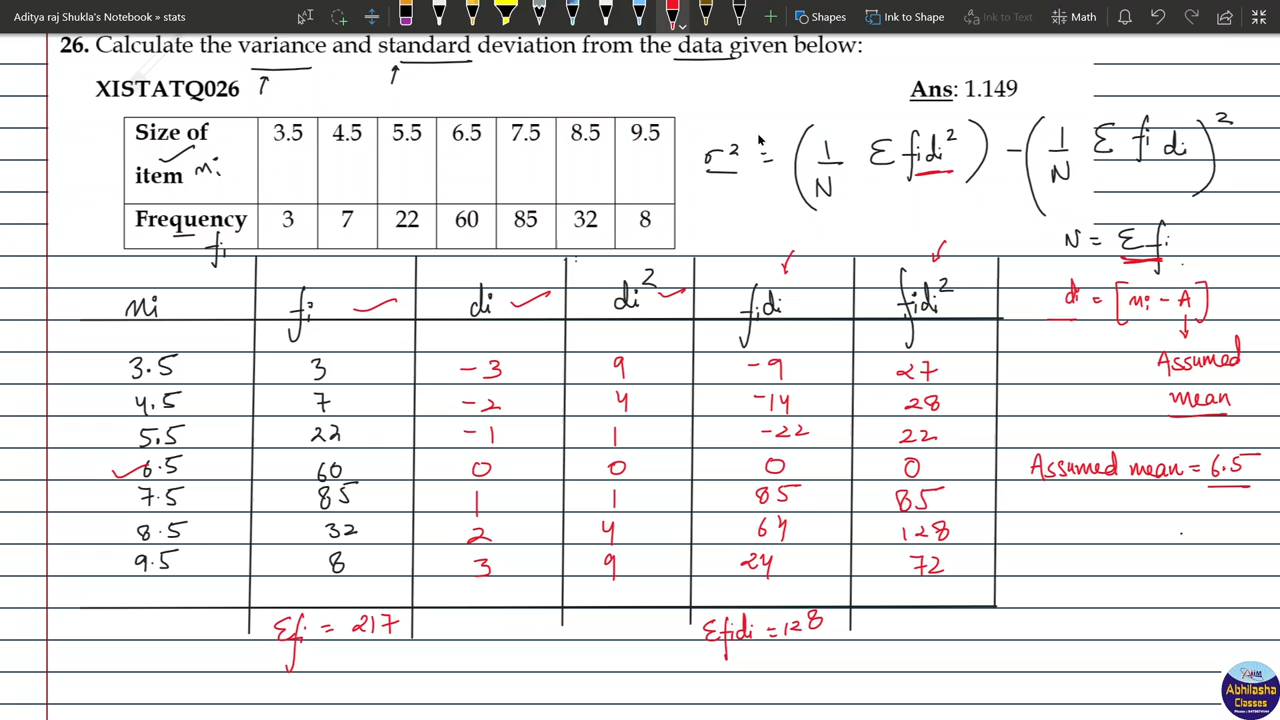 Aditya raj Shukla's Notebook » stats
Shapes Ink to Shape Ink to Text Math
26. Calculate the variance and standard deviation from the data given below:
XISTATQ026 Ans: 1.149
Size of item xi 3.5 4.5 5.5 6.5 7.5 8.5 9.5
Frequency fi 3 7 22 60 85 32 8
σ² = (1/N Σ fidi²) - (1/N Σ fi di)²
N = Σfi
di = [xi - A]
Assumed
mean
Assumed mean = 6.5
xi fi di di² fidi fidi²
3.5 3 -3 9 -9 27
4.5 7 -2 4 -14 28
5.5 22 -1 1 -22 22
6.5 60 0 0 0 0
7.5 85 1 1 85 85
8.5 32 2 4 64 128
9.5 8 3 9 24 72
Σfi = 217 Σfidi = 128
Abhilasha
Classes